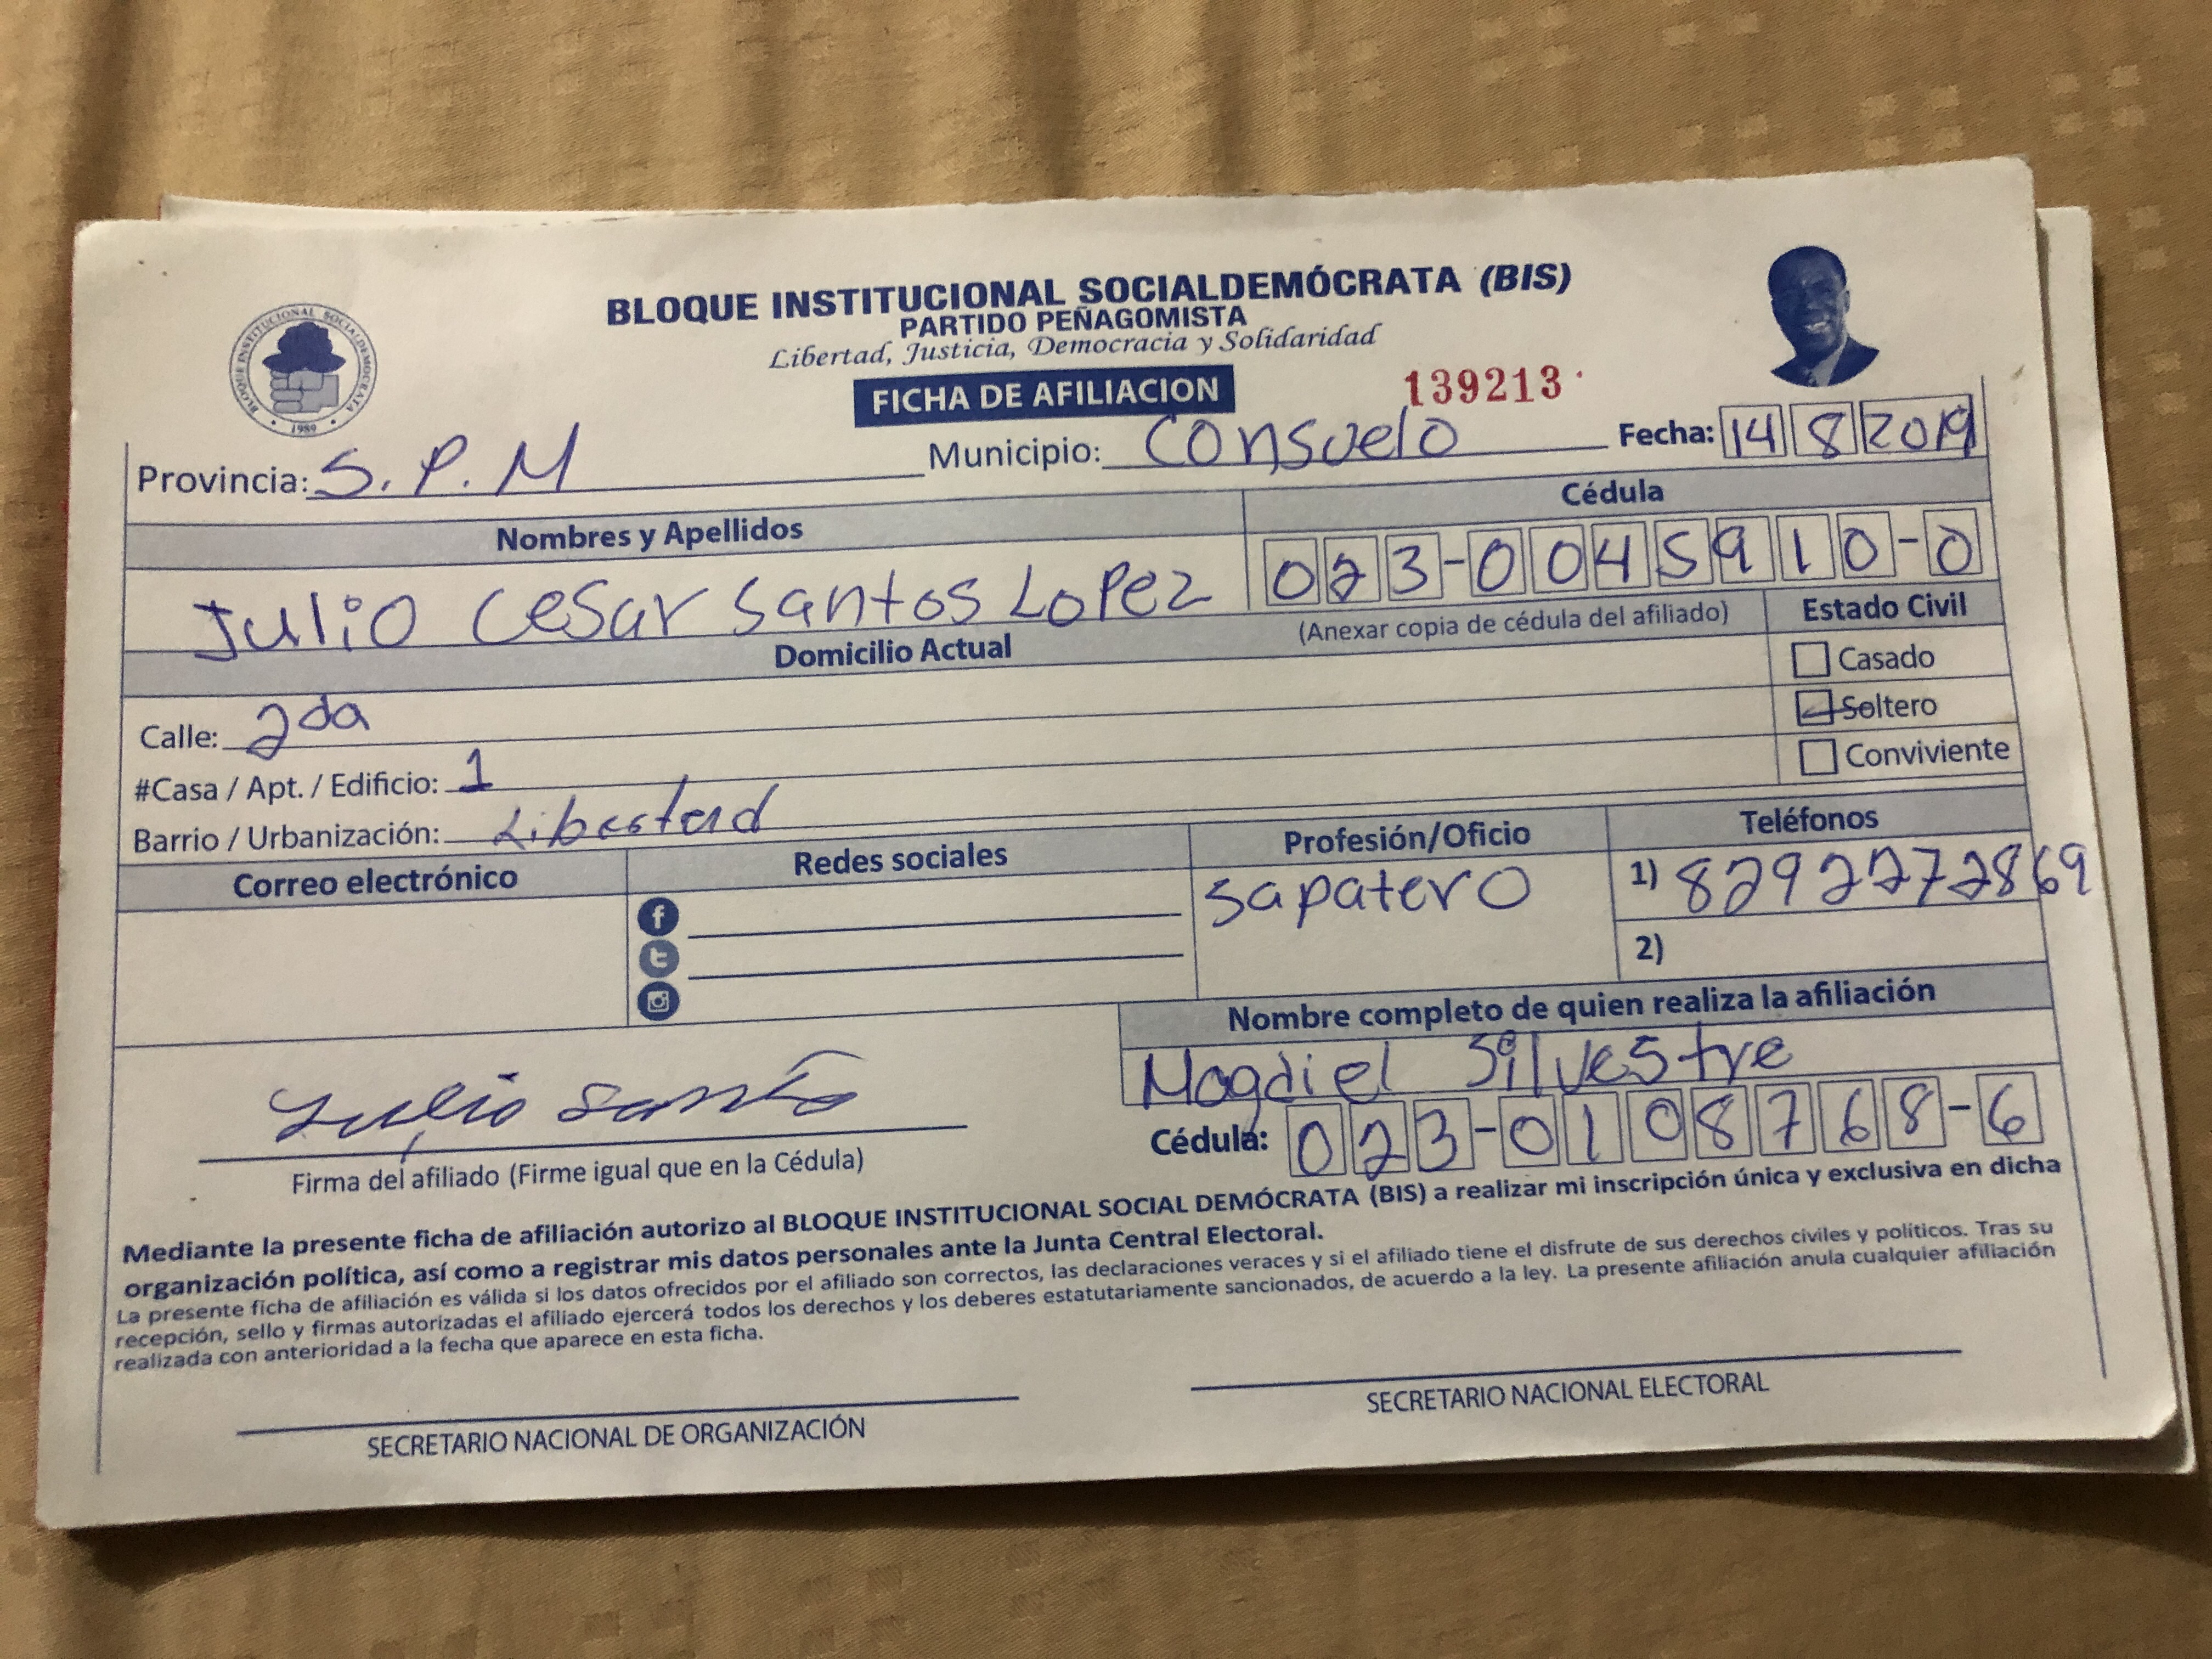 BLOQUE INSTITUCIONAL SOCIALDEMÓCRATA (BIS)
PARTIDO PEÑAGOMISTA
Libertad, Justicia, Democracia y Solidaridad
BLOQUE INSTITUCIONAL SOCIALDEMOCRATA
1989
FICHA DE AFILIACION
139213
Provincia: S. P. M Municipio: Consuelo Fecha: 14 8 2019
Nombres y Apellidos Cédula
Julio Cesar Santos Lopez 023-0045910-0
(Anexar copia de cédula del afiliado) Estado Civil
Domicilio Actual
Casado
Calle: 2da
Soltero
#Casa / Apt. / Edificio: 1
Conviviente
Barrio / Urbanización: Libertad
Correo electrónico Redes sociales Profesión/Oficio Teléfonos
sapatero 1) 8292272869
2)
Nombre completo de quien realiza la afiliación
Mogdiel Silvestre
Julio Santos
Cédula: 023-0108768-6
Firma del afiliado (Firme igual que en la Cédula)
Mediante la presente ficha de afiliación autorizo al BLOQUE INSTITUCIONAL SOCIAL DEMÓCRATA (BIS) a realizar mi inscripción única y exclusiva en dicha
organización política, así como a registrar mis datos personales ante la Junta Central Electoral.
La presente ficha de afiliación es válida si los datos ofrecidos por el afiliado son correctos, las declaraciones veraces y si el afiliado tiene el disfrute de sus derechos civiles y políticos. Tras su
recepción, sello y firmas autorizadas el afiliado ejercerá todos los derechos y los deberes estatutariamente sancionados, de acuerdo a la ley. La presente afiliación anula cualquier afiliación
realizada con anterioridad a la fecha que aparece en esta ficha.
SECRETARIO NACIONAL DE ORGANIZACIÓN SECRETARIO NACIONAL ELECTORAL